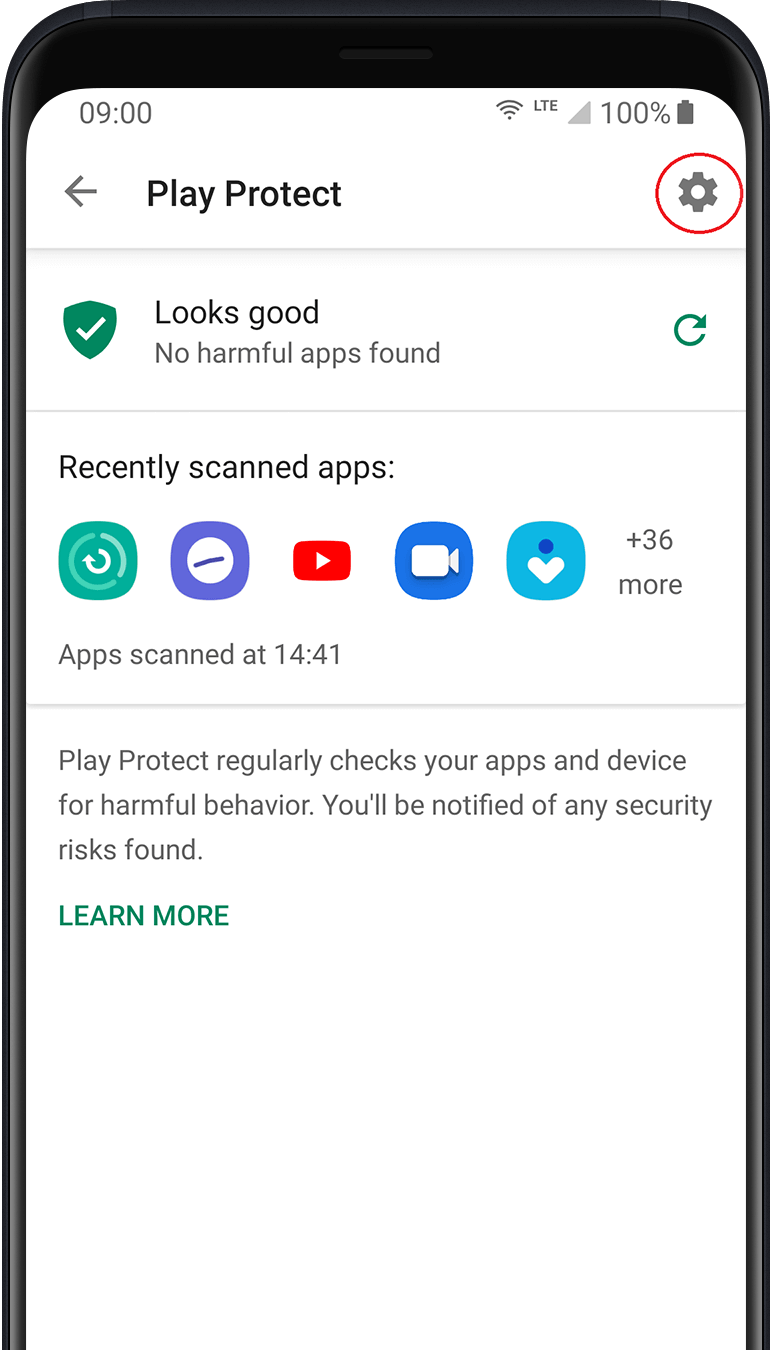 09:00 LTE 100%
Play Protect
Looks good
No harmful apps found
Recently scanned apps:
+36
more
Apps scanned at 14:41
Play Protect regularly checks your apps and device
for harmful behavior. You'll be notified of any security
risks found.
LEARN MORE